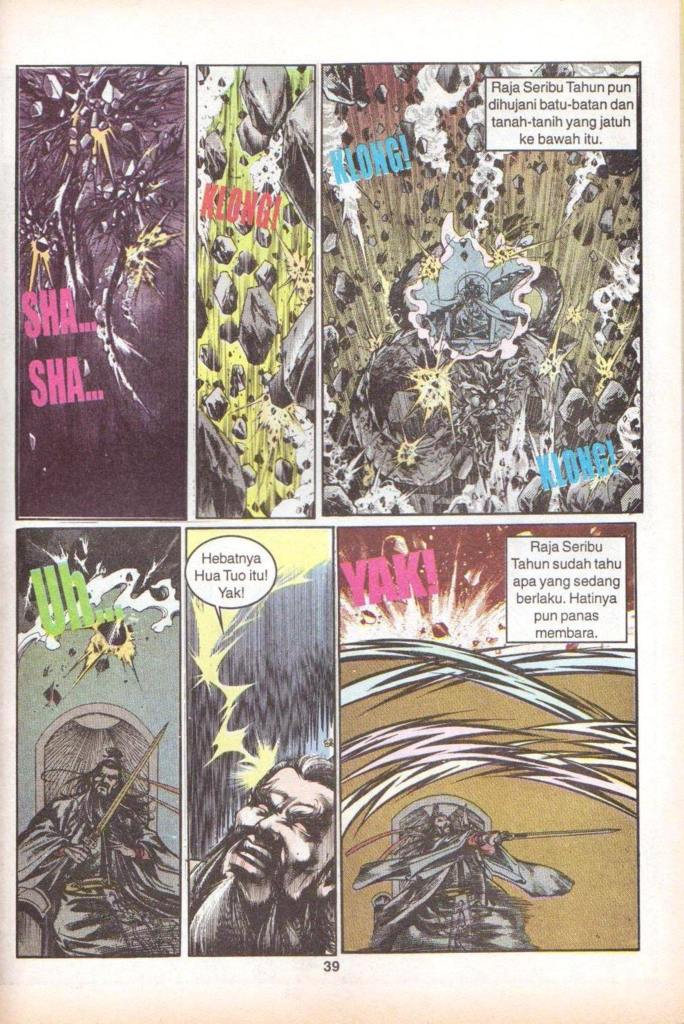 SHA...
SHA...
KLONG!
Raja Seribu Tahun pun
dihujani batu-batan dan
tanah-tanih yang jatuh
ke bawah itu.
KLONG!
KLONG!
Uh...
Hebatnya
Hua Tuo itu!
Yak!
YAK!
Raja Seribu
Tahun sudah tahu
apa yang sedang
berlaku. Hatinya
pun panas
membara.
39